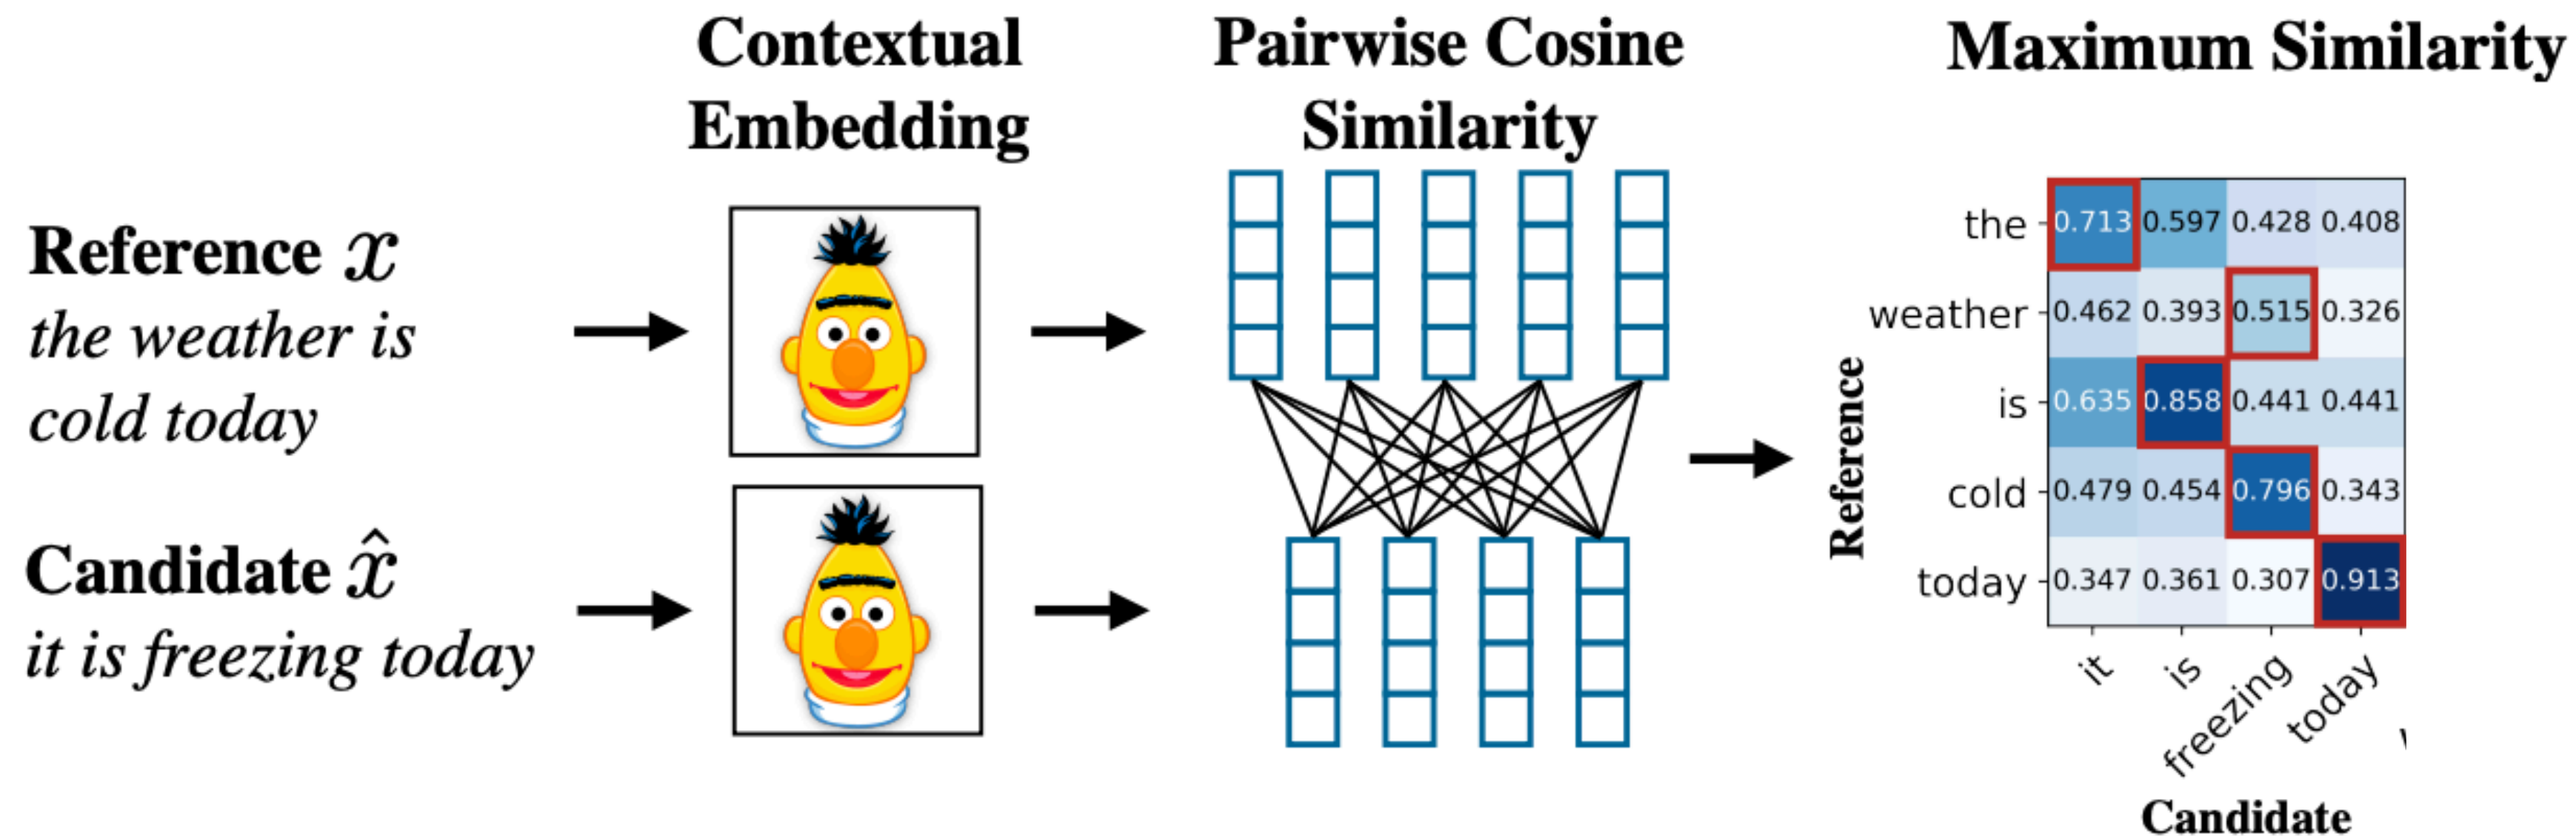 Contextual
Embedding
Pairwise Cosine
Similarity
Maximum Similarity
Reference x
the weather is
cold today
Candidate x̂
it is freezing today
Reference
the 0.713 0.597 0.428 0.408
weather 0.462 0.393 0.515 0.326
is 0.635 0.858 0.441 0.441
cold 0.479 0.454 0.796 0.343
today 0.347 0.361 0.307 0.913
it is freezing today
Candidate